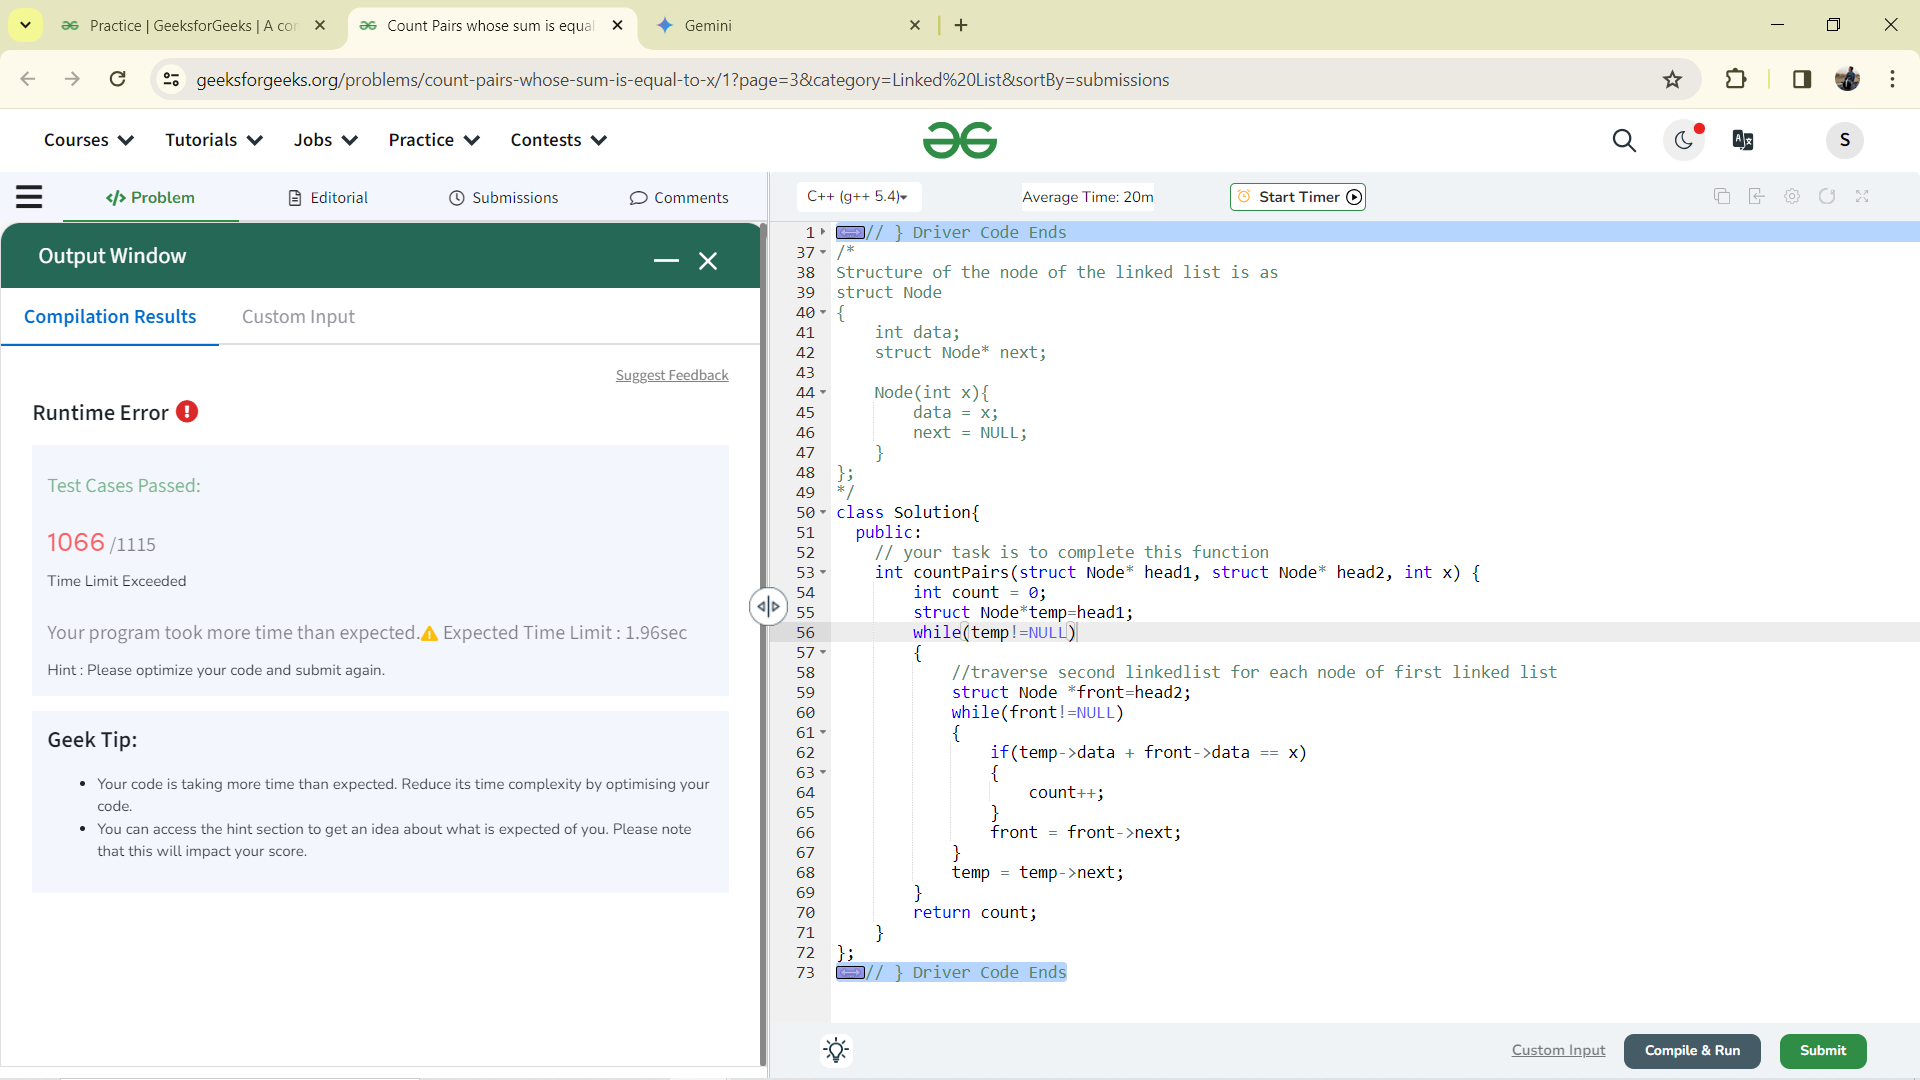 Practice | GeeksforGeeks | A co
Count Pairs whose sum is equa
Gemini
geeksforgeeks.org/problems/count-pairs-whose-sum-is-equal-to-x/1?page=3&category=Linked%20List&sortBy=submissions
Courses Tutorials Jobs Practice Contests
S
</> Problem Editorial Submissions Comments
C++ (g++ 5.4)
Average Time: 20m
Start Timer
Output Window
Compilation Results Custom Input
Suggest Feedback
Runtime Error
Test Cases Passed:
1066 /1115
Time Limit Exceeded
Your program took more time than expected. Expected Time Limit : 1.96sec
Hint : Please optimize your code and submit again.
Geek Tip:
• Your code is taking more time than expected. Reduce its time complexity by optimising your
code.
• You can access the hint section to get an idea about what is expected of you. Please note
that this will impact your score.
1 // } Driver Code Ends
37 /*
38 Structure of the node of the linked list is as
39 struct Node
40 {
41 int data;
42 struct Node* next;
43
44 Node(int x){
45 data = x;
46 next = NULL;
47 }
48 };
49 */
50 class Solution{
51 public:
52 // your task is to complete this function
53 int countPairs(struct Node* head1, struct Node* head2, int x) {
54 int count = 0;
55 struct Node*temp=head1;
56 while(temp!=NULL)
57 {
58 //traverse second linkedlist for each node of first linked list
59 struct Node *front=head2;
60 while(front!=NULL)
61 {
62 if(temp->data + front->data == x)
63 {
64 count++;
65 }
66 front = front->next;
67 }
68 temp = temp->next;
69 }
70 return count;
71 }
72 };
73 // } Driver Code Ends
Custom Input Compile & Run Submit